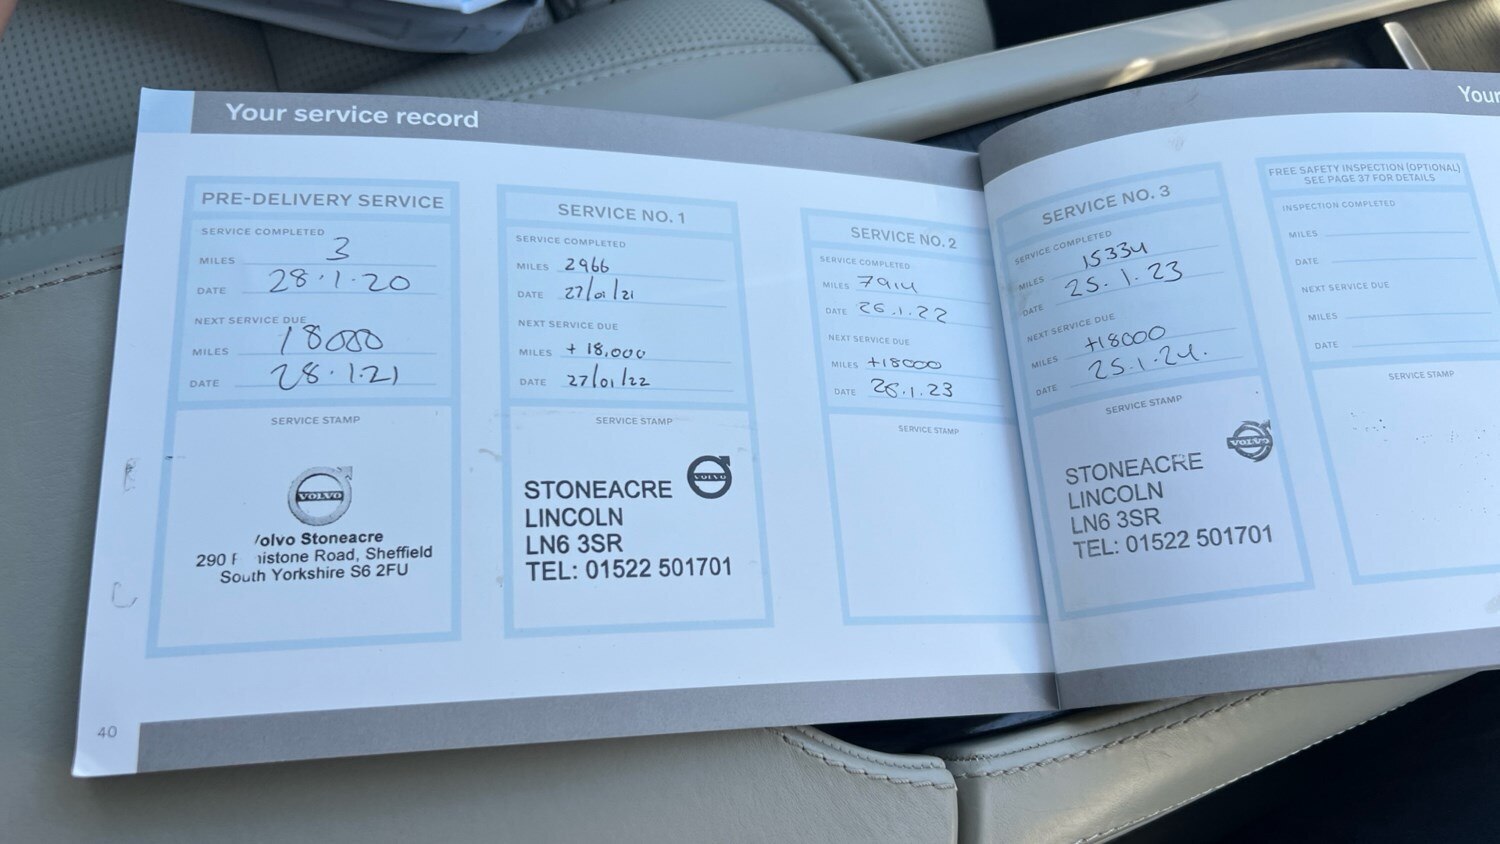 Your service record
PRE-DELIVERY SERVICE
SERVICE COMPLETED
MILES 3
DATE 28.1.20
NEXT SERVICE DUE
MILES 18000
DATE 28.1.21
SERVICE STAMP
VOLVO
olvo Stoneacre
290 nistone Road, Sheffield
South Yorkshire S6 2FU
40
SERVICE NO. 1
SERVICE COMPLETED
MILES 2966
DATE 27/01/21
NEXT SERVICE DUE
MILES + 18,000
DATE 27/01/22
SERVICE STAMP
VOLVO
STONEACRE
LINCOLN
LN6 3SR
TEL: 01522 501701
SERVICE NO. 2
SERVICE COMPLETED
MILES 7914
DATE 26.1.22
NEXT SERVICE DUE
MILES +18000
DATE 26.1.23
SERVICE STAMP
Your
SERVICE NO. 3
SERVICE COMPLETED
MILES 15334
DATE 25.1.23
NEXT SERVICE DUE
MILES +18000
DATE 25.1.24.
SERVICE STAMP
VOLVO
STONEACRE
LINCOLN
LN6 3SR
TEL: 01522 501701
FREE SAFETY INSPECTION (OPTIONAL)
SEE PAGE 37 FOR DETAILS
INSPECTION COMPLETED
MILES
DATE
NEXT SERVICE DUE
MILES
DATE
SERVICE STAMP